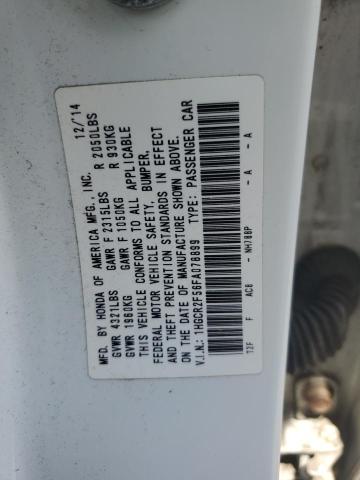 MFD. BY HONDA OF AMERICA MFG., INC. 12/'14
GVWR 4321LBS GAWR F 2315LBS R 2050LBS
GVWR 1960KG GAWR F 1050KG R 930KG
THIS VEHICLE CONFORMS TO ALL APPLICABLE
FEDERAL MOTOR VEHICLE SAFETY, BUMPER,
AND THEFT PREVENTION STANDARDS IN EFFECT
ON THE DATE OF MANUFACTURE SHOWN ABOVE.
V.I.N.: 1HGCR2F56FA078899 TYPE: PASSENGER CAR
T2F F AC8 - NH788P - A - A